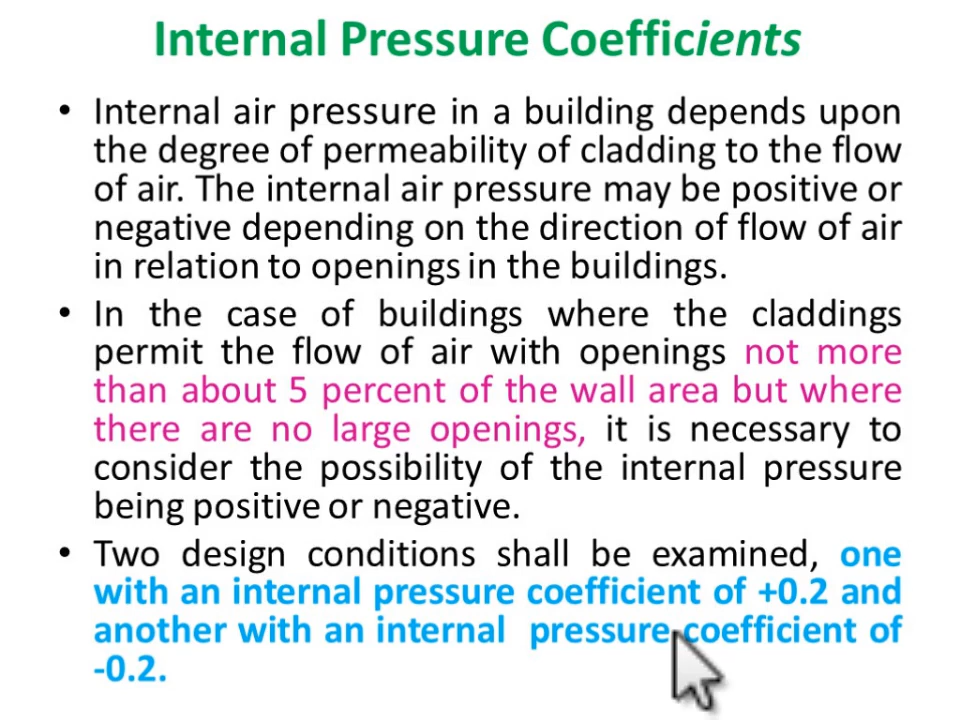 Internal Pressure Coefficients
• Internal air pressure in a building depends upon
the degree of permeability of cladding to the flow
of air. The internal air pressure may be positive or
negative depending on the direction of flow of air
in relation to openings in the buildings.
• In the case of buildings where the claddings
permit the flow of air with openings not more
than about 5 percent of the wall area but where
there are no large openings, it is necessary to
consider the possibility of the internal pressure
being positive or negative.
• Two design conditions shall be examined, one
with an internal pressure coefficient of +0.2 and
another with an internal pressure coefficient of
-0.2.